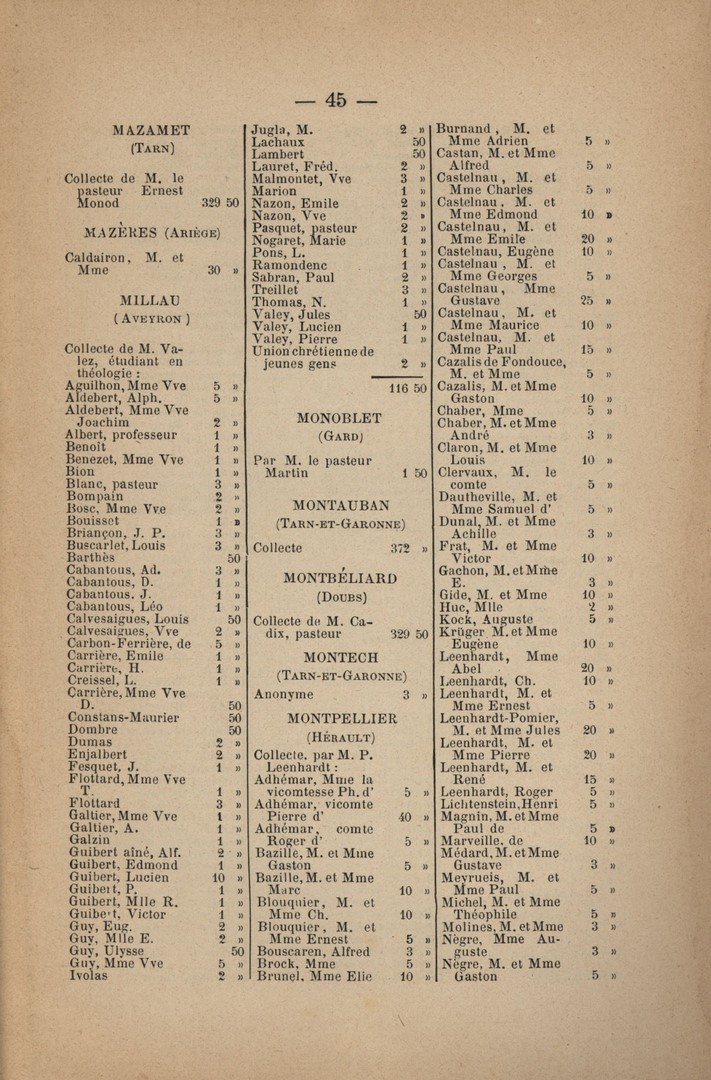 — 45 —
MAZAMET
(TARN)
Collecte de M. le
pasteur Ernest
Monod 329 50
MAZÈRES (ARIÉGE)
Caldairon, M. et
Mme 30 »
MILLAU
(AVEYRON)
Collecte de M. Va-
lez, étudiant en
théologie :
Aguilhon, Mme Vve 5 »
Aldebert, Alph. 5 »
Aldebert, Mme Vve
Joachim 2 »
Albert, professeur 1 »
Benoît 1 »
Benezet, Mme Vve 1 »
Bion 1 »
Blanc, pasteur 3 »
Bompain 2 »
Bosc, Mme Vve 2 »
Bouisset 1 »
Briançon, J. P. 3 »
Buscarlet, Louis 3 »
Barthès 50
Cabantous, Ad. 3 »
Cabantous, D. 1 »
Cabantous. J. 1 »
Cabantous, Léo 1 »
Calvesaigues, Louis 50
Calvesaigues, Vve 2 »
Carbon-Ferrière, de 5 »
Carrière, Emile 1 »
Carrière, H. 1 »
Creissel, L. 1 »
Carrière, Mme Vve
D. 50
Constans-Maurier 50
Dombre 50
Dumas 2 »
Enjalbert 2 »
Fesquet, J. 1 »
Flottard, Mme Vve
T. 1 »
Flottard 3 »
Galtier, Mme Vve 1 »
Galtier, A. 1 »
Galzin 1 »
Guibert aîné, Alf. 2 »
Guibert, Edmond 1 »
Guibert, Lucien 10 »
Guibert, P. 1 »
Guibert, Mlle R. 1 »
Guibert, Victor 1 »
Guy, Eug. 2 »
Guy, Mlle E. 2 »
Guy, Ulysse 50
Guy, Mme Vve 5 »
Ivolas 2 »
Jugla, M. 2 »
Lachaux 50
Lambert 50
Lauret, Fréd. 2 »
Malmontet, Vve 3 »
Marion 1 »
Nazon, Emile 2 »
Nazon, Vve 2 »
Pasquet, pasteur 2 »
Nogaret, Marie 1 »
Pons, L. 1 »
Ramondenc 1 »
Sabran, Paul 2 »
Treillet 3 »
Thomas, N. 1 »
Valey, Jules 50
Valey, Lucien 1 »
Valey, Pierre 1 »
Union chrétienne de
jeunes gens 2 »
116 50
MONOBLET
(GARD)
Par M. le pasteur
Martin 1 50
MONTAUBAN
(TARN-ET-GARONNE)
Collecte 372 »
MONTBÉLIARD
(DOUBS)
Collecte de M. Ca-
dix, pasteur 329 50
MONTECH
(TARN-ET-GARONNE)
Anonyme 3 »
MONTPELLIER
(HÉRAULT)
Collecte, par M. P.
Leenhardt :
Adhémar, Mme la
vicomtesse Ph. d' 5 »
Adhémar, vicomte
Pierre d' 40 »
Adhémar, comte
Roger d' 5 »
Bazille, M. et Mme
Gaston 5 »
Bazille, M. et Mme
Marc 10 »
Blouquier, M. et
Mme Ch. 10 »
Blouquier, M. et
Mme Ernest 5 »
Bouscaren, Alfred 3 »
Brock, Mme 5 »
Brunel, Mme Elie 10 »
Burnand, M. et
Mme Adrien 5 »
Castan, M. et Mme
Alfred 5 »
Castelnau, M. et
Mme Charles 5 »
Castelnau. M. et
Mme Edmond 10 »
Castelnau, M. et
Mme Emile 20 »
Castelnau, Eugène 10 »
Castelnau, M. et
Mme Georges 5 »
Castelnau, Mme
Gustave 25 »
Castelnau, M. et
Mme Maurice 10 »
Castelnau, M. et
Mme Paul 15 »
Cazalis de Fondouce,
M. et Mme 5 »
Cazalis, M. et Mme
Gaston 10 »
Chaber, Mme 5 »
Chaber, M. et Mme
André 3 »
Claron, M. et Mme
Louis 10 »
Clervaux, M. le
comte 5 »
Dautheville, M. et
Mme Samuel d' 5 »
Dunal, M. et Mme
Achille 3 »
Frat, M. et Mme
Victor 10 »
Gachon, M. et Mme
E. 3 »
Gide, M. et Mme 10 »
Huc, Mlle 2 »
Kock, Auguste 5 »
Krüger M. et Mme
Eugène 10 »
Leenhardt, Mme
Abel 20 »
Leenhardt, Ch. 10 »
Leenhardt, M. et
Mme Ernest 5 »
Leenhardt-Pomier,
M. et Mme Jules 20 »
Leenhardt, M. et
Mme Pierre 20 »
Leenhardt, M. et
René 15 »
Leenhardt, Roger 5 »
Lichtenstein, Henri 5 »
Magnin, M. et Mme
Paul de 5 »
Marveille, de 10 »
Médard, M. et Mme
Gustave 3 »
Meyrueis, M. et
Mme Paul 5 »
Michel, M. et Mme
Théophile 5 »
Molines, M. et Mme 3 »
Nègre, Mme Au-
guste 3 »
Nègre, M. et Mme
Gaston 5 »